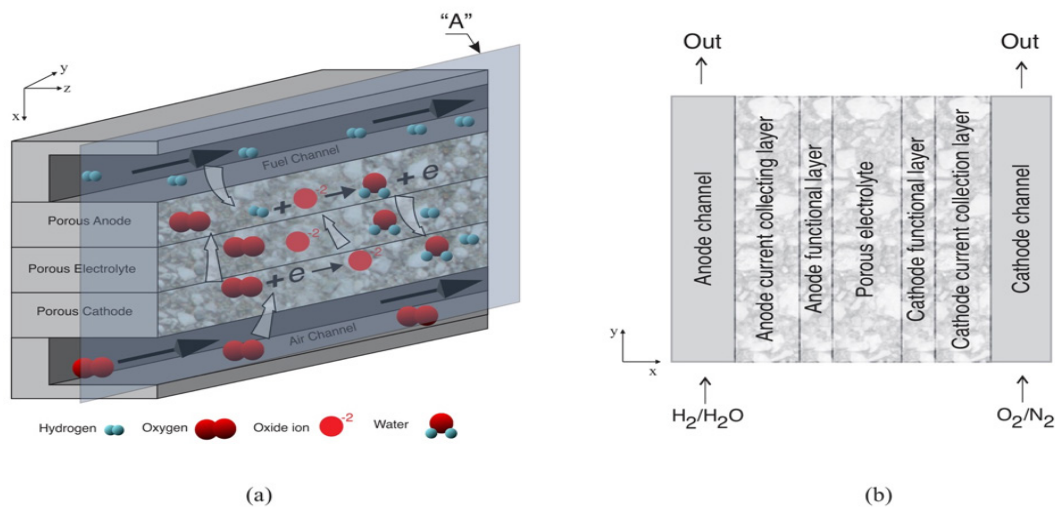 “A”
y
z
x
Fuel Channel
-2
+ + e
Porous Anode
-2
Porous Electrolyte
-2
+ e
Porous Cathode
Air Channel
Hydrogen Oxygen Oxide ion -2 Water
(a)
Out Out
Anode channel
Anode current collecting layer
Anode functional layer
Porous electrolyte
Cathode functional layer
Cathode current collection layer
Cathode channel
y
x
H₂/H₂O O₂/N₂
(b)